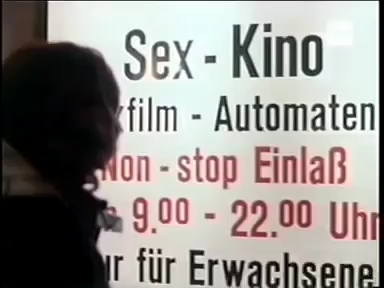 Sex - Kino
film - Automaten
Non - stop Einlaß
9.00 - 22.00 Uhr
für Erwachsene